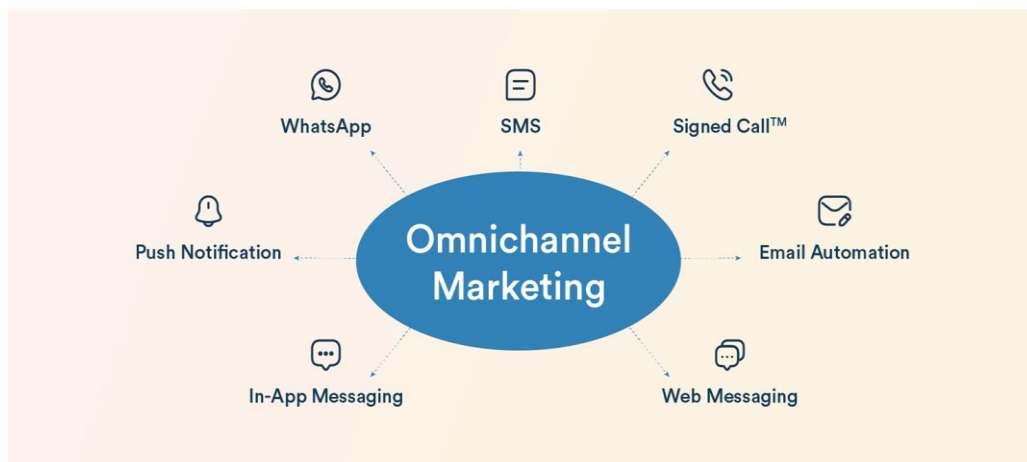 WhatsApp
SMS
Signed Call™
Push Notification
Omnichannel
Marketing
Email Automation
In-App Messaging
Web Messaging